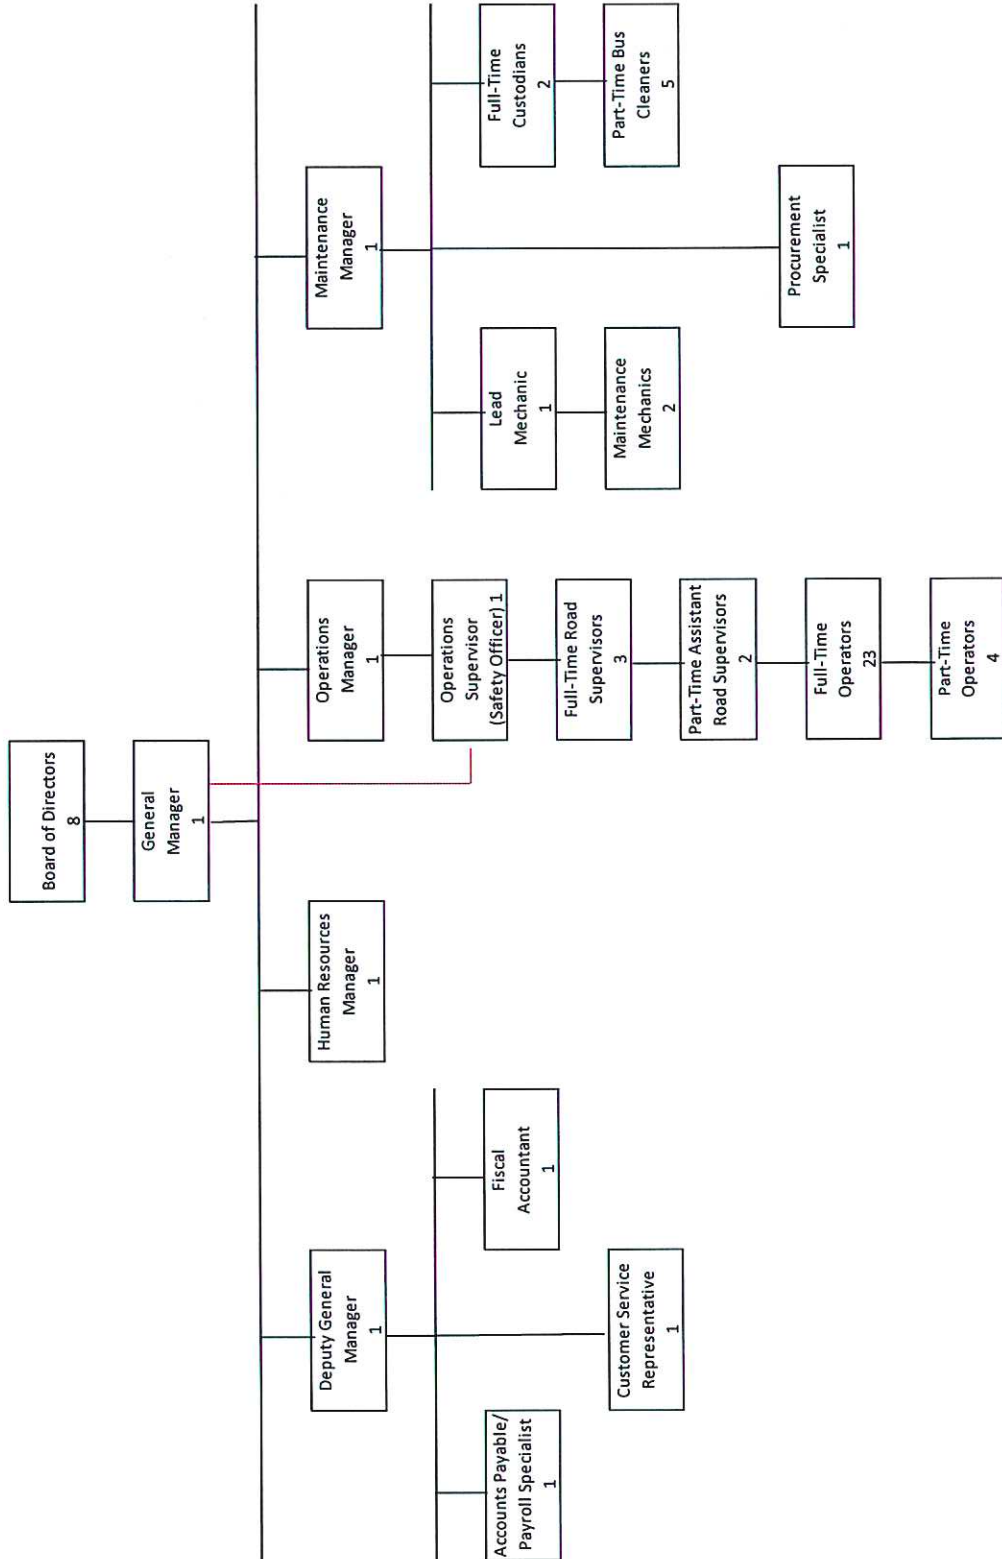 Board of Directors
8
General
Manager
1
Deputy General
Manager
1
Human Resources
Manager
1
Operations
Manager
1
Maintenance
Manager
1
Accounts Payable/
Payroll Specialist
1
Fiscal
Accountant
1
Customer Service
Representative
1
Operations
Supervisor
(Safety Officer) 1
Full-Time Road
Supervisors
3
Part-Time Assistant
Road Supervisors
2
Full-Time
Operators
23
Part-Time
Operators
4
Lead
Mechanic
1
Maintenance
Mechanics
2
Full-Time
Custodians
2
Part-Time Bus
Cleaners
5
Procurement
Specialist
1